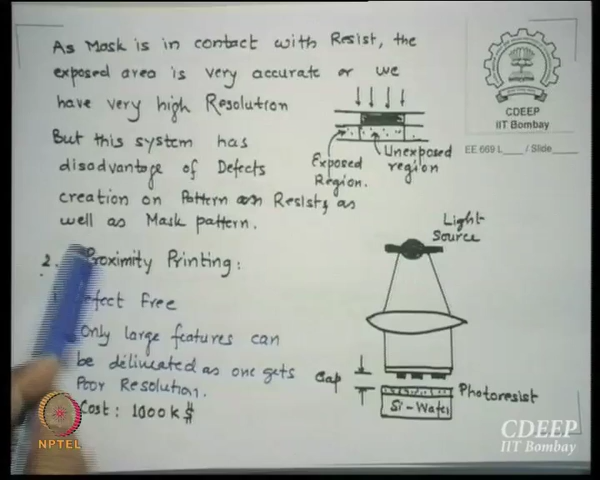 As Mask is in contact with Resist, the
exposed area is very accurate or we
have very high Resolution
But this system has
disadvantage of Defects
creation on Pattern on Resist, as
well as Mask pattern.
Exposed
Region.
Unexposed
region
CDEEP
IIT Bombay
EE 669 L___ / Slide___
2. Proximity Printing:
Defect Free
Only large features can
be delineated as one gets
Poor Resolution.
Cost: 1000 k $
Light
Source
Gap
Photoresist
Si-Wafer
NPTEL
CDEEP
IIT Bombay